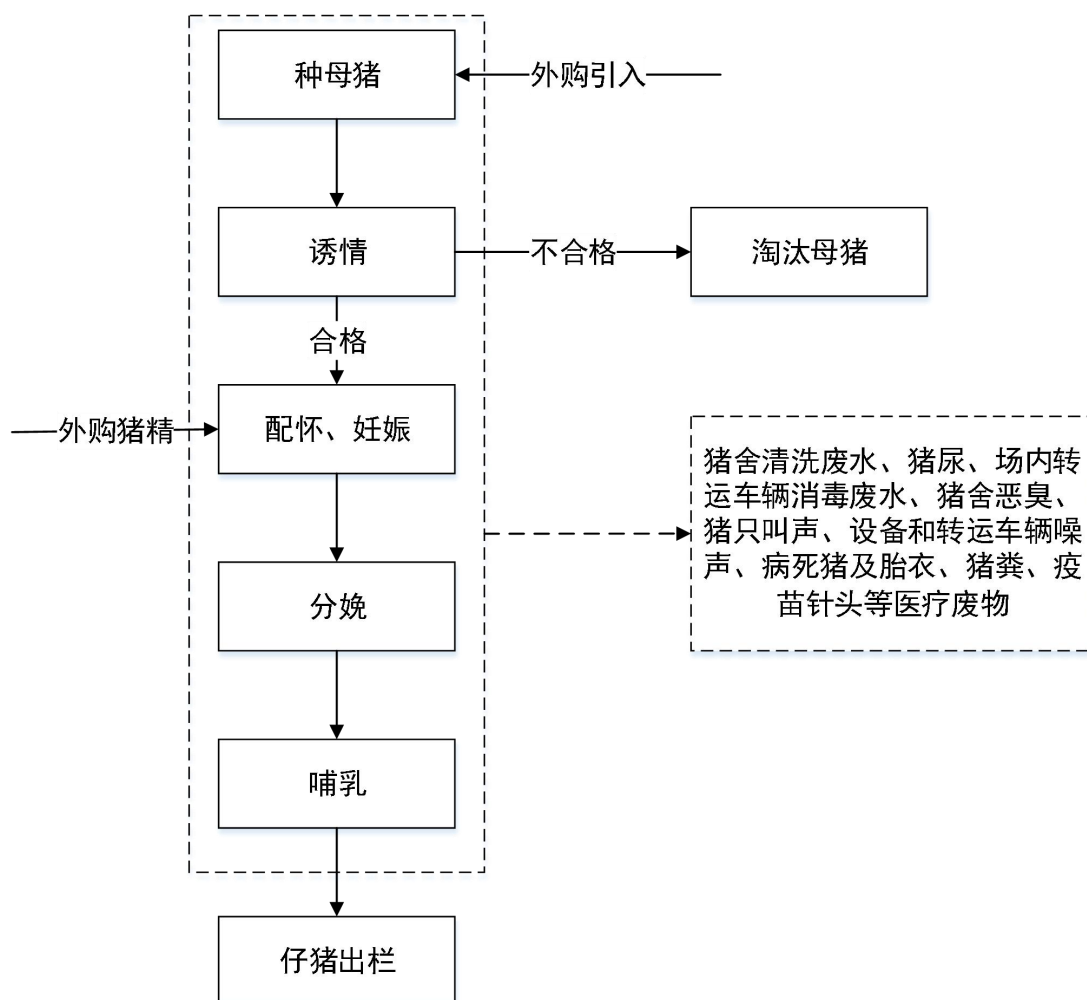 种母猪
外购引入
诱情
不合格
淘汰母猪
合格
外购猪精
配怀、妊娠
猪舍清洗废水、猪尿、场内转
运车辆消毒废水、猪舍恶臭、
猪只叫声、设备和转运车辆噪
声、病死猪及胎衣、猪粪、疫
苗针头等医疗废物
分娩
哺乳
仔猪出栏